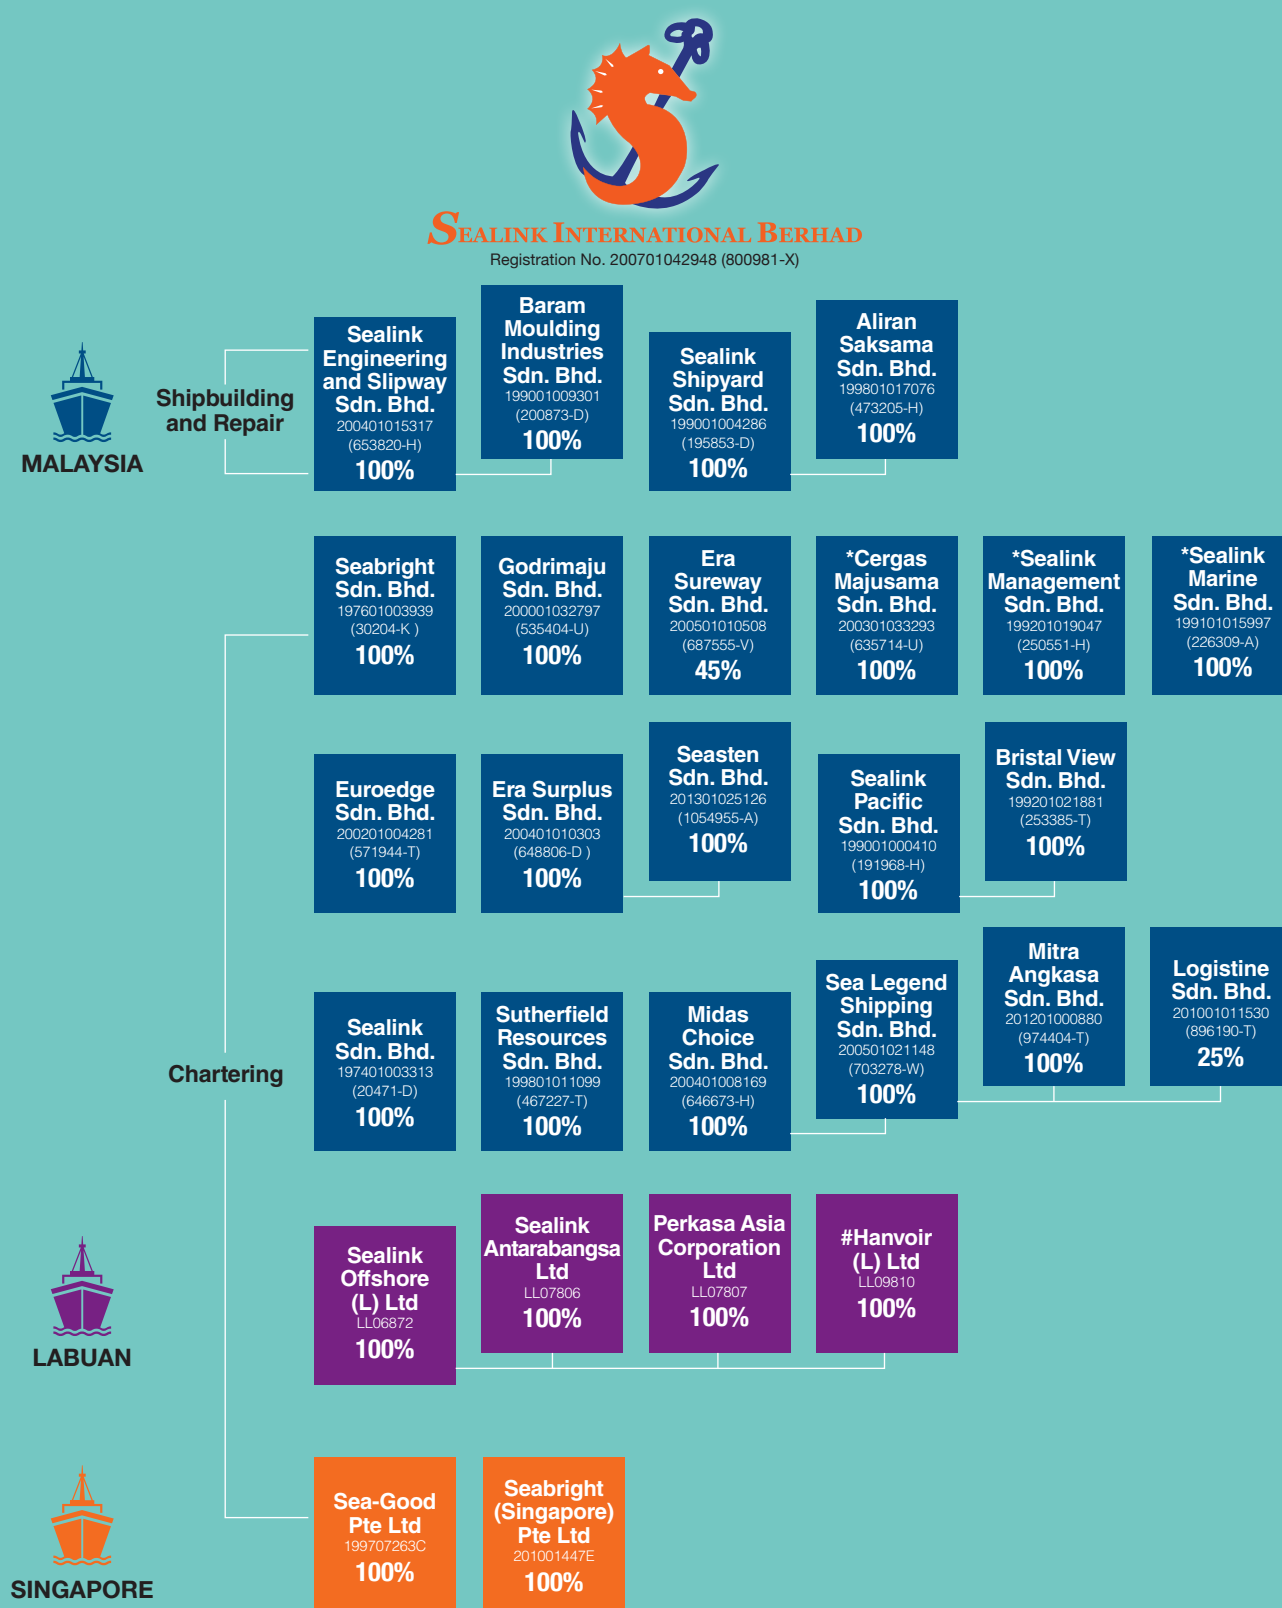 SEALINK INTERNATIONAL BERHAD
Registration No. 200701042948 (800981-X)
MALAYSIA
Shipbuilding
and Repair
Sealink
Engineering
and Slipway
Sdn. Bhd.
200401015317
(653820-H)
100%
Baram
Moulding
Industries
Sdn. Bhd.
199001009301
(200873-D)
100%
Sealink
Shipyard
Sdn. Bhd.
199001004286
(195853-D)
100%
Aliran
Saksama
Sdn. Bhd.
199801017076
(473205-H)
100%
Chartering
Seabright
Sdn. Bhd.
197601003939
(30204-K )
100%
Godrimaju
Sdn. Bhd.
200001032797
(535404-U)
100%
Era
Sureway
Sdn. Bhd.
200501010508
(687555-V)
45%
*Cergas
Majusama
Sdn. Bhd.
200301033293
(635714-U)
100%
*Sealink
Management
Sdn. Bhd.
199201019047
(250551-H)
100%
*Sealink
Marine
Sdn. Bhd.
199101015997
(226309-A)
100%
Euroedge
Sdn. Bhd.
200201004281
(571944-T)
100%
Era Surplus
Sdn. Bhd.
200401010303
(648806-D )
100%
Seasten
Sdn. Bhd.
201301025126
(1054955-A)
100%
Sealink
Pacific
Sdn. Bhd.
199001000410
(191968-H)
100%
Bristal View
Sdn. Bhd.
199201021881
(253385-T)
100%
Sealink
Sdn. Bhd.
197401003313
(20471-D)
100%
Sutherfield
Resources
Sdn. Bhd.
199801011099
(467227-T)
100%
Midas
Choice
Sdn. Bhd.
200401008169
(646673-H)
100%
Sea Legend
Shipping
Sdn. Bhd.
200501021148
(703278-W)
100%
Mitra
Angkasa
Sdn. Bhd.
201201000880
(974404-T)
100%
Logistine
Sdn. Bhd.
201001011530
(896190-T)
25%
LABUAN
Sealink
Offshore
(L) Ltd
LL06872
100%
Sealink
Antarabangsa
Ltd
LL07806
100%
Perkasa Asia
Corporation
Ltd
LL07807
100%
#Hanvoir
(L) Ltd
LL09810
100%
SINGAPORE
Sea-Good
Pte Ltd
199707263C
100%
Seabright
(Singapore)
Pte Ltd
201001447E
100%